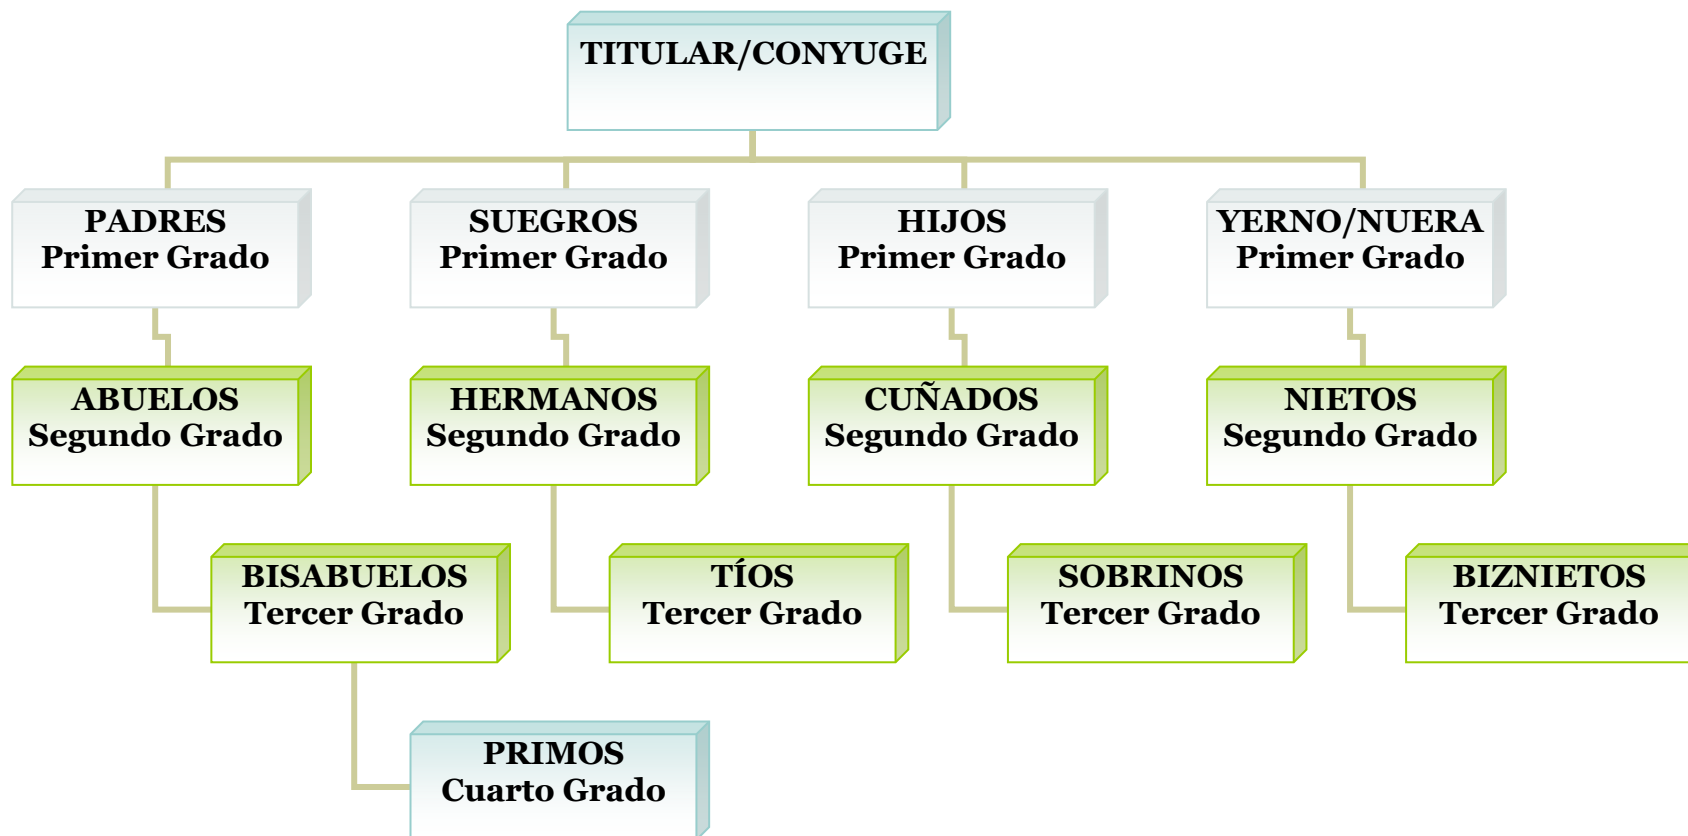 TITULAR/CONYUGE
PADRES
Primer Grado
SUEGROS
Primer Grado
HIJOS
Primer Grado
YERNO/NUERA
Primer Grado
ABUELOS
Segundo Grado
HERMANOS
Segundo Grado
CUÑADOS
Segundo Grado
NIETOS
Segundo Grado
BISABUELOS
Tercer Grado
TÍOS
Tercer Grado
SOBRINOS
Tercer Grado
BIZNIETOS
Tercer Grado
PRIMOS
Cuarto Grado